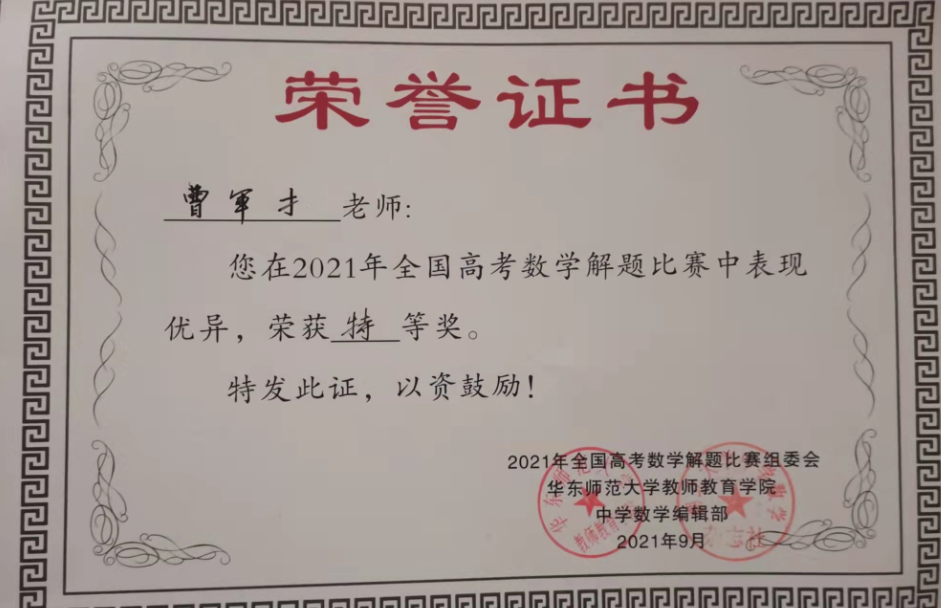 荣誉证书
曹军才老师:
您在2021年全国高考数学解题比赛中表现
优异，荣获特等奖。
特发此证，以资鼓励！
2021年全国高考数学解题比赛组委会
华东师范大学教师教育学院
中学数学编辑部
2021年9月